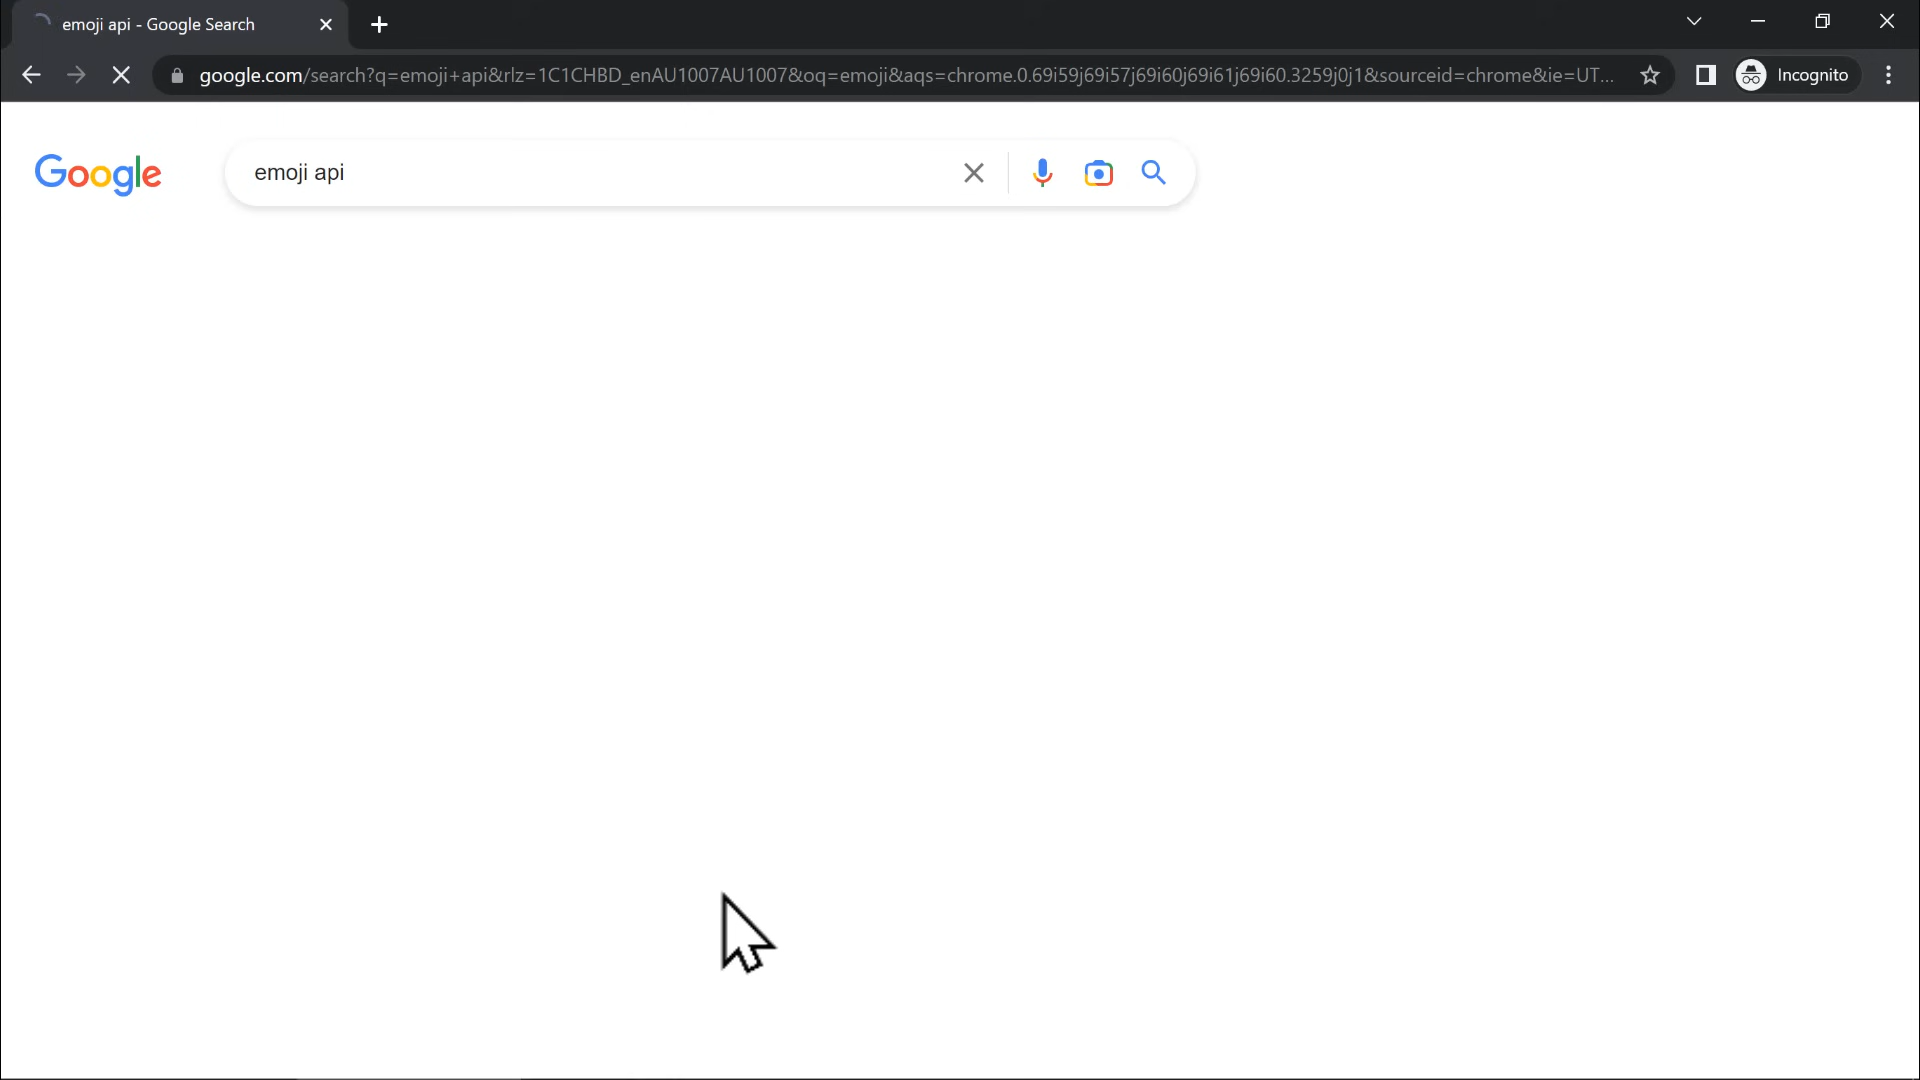 emoji api - Google Search
google.com/search?q=emoji+api&rlz=1C1CHBD_enAU1007AU1007&oq=emoji&aqs=chrome.0.69i59j69i57j69i60j69i61j69i60.3259j0j1&sourceid=chrome&ie=UT...
Incognito
Google
emoji api